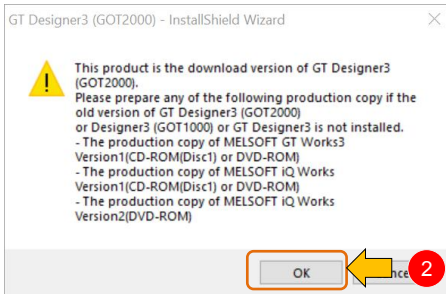 GT Designer3 (GOT2000) - InstallShield Wizard
This product is the download version of GT Designer3
(GOT2000).
Please prepare any of the following production copy if the
old version of GT Designer3 (GOT2000)
or Designer3 (GOT1000) or GT Designer3 is not installed.
- The production copy of MELSOFT GT Works3
Version1(CD-ROM(Disc1) or DVD-ROM)
- The production copy of MELSOFT iQ Works
Version1(CD-ROM(Disc1) or DVD-ROM)
- The production copy of MELSOFT iQ Works
Version2(DVD-ROM)
OK
2